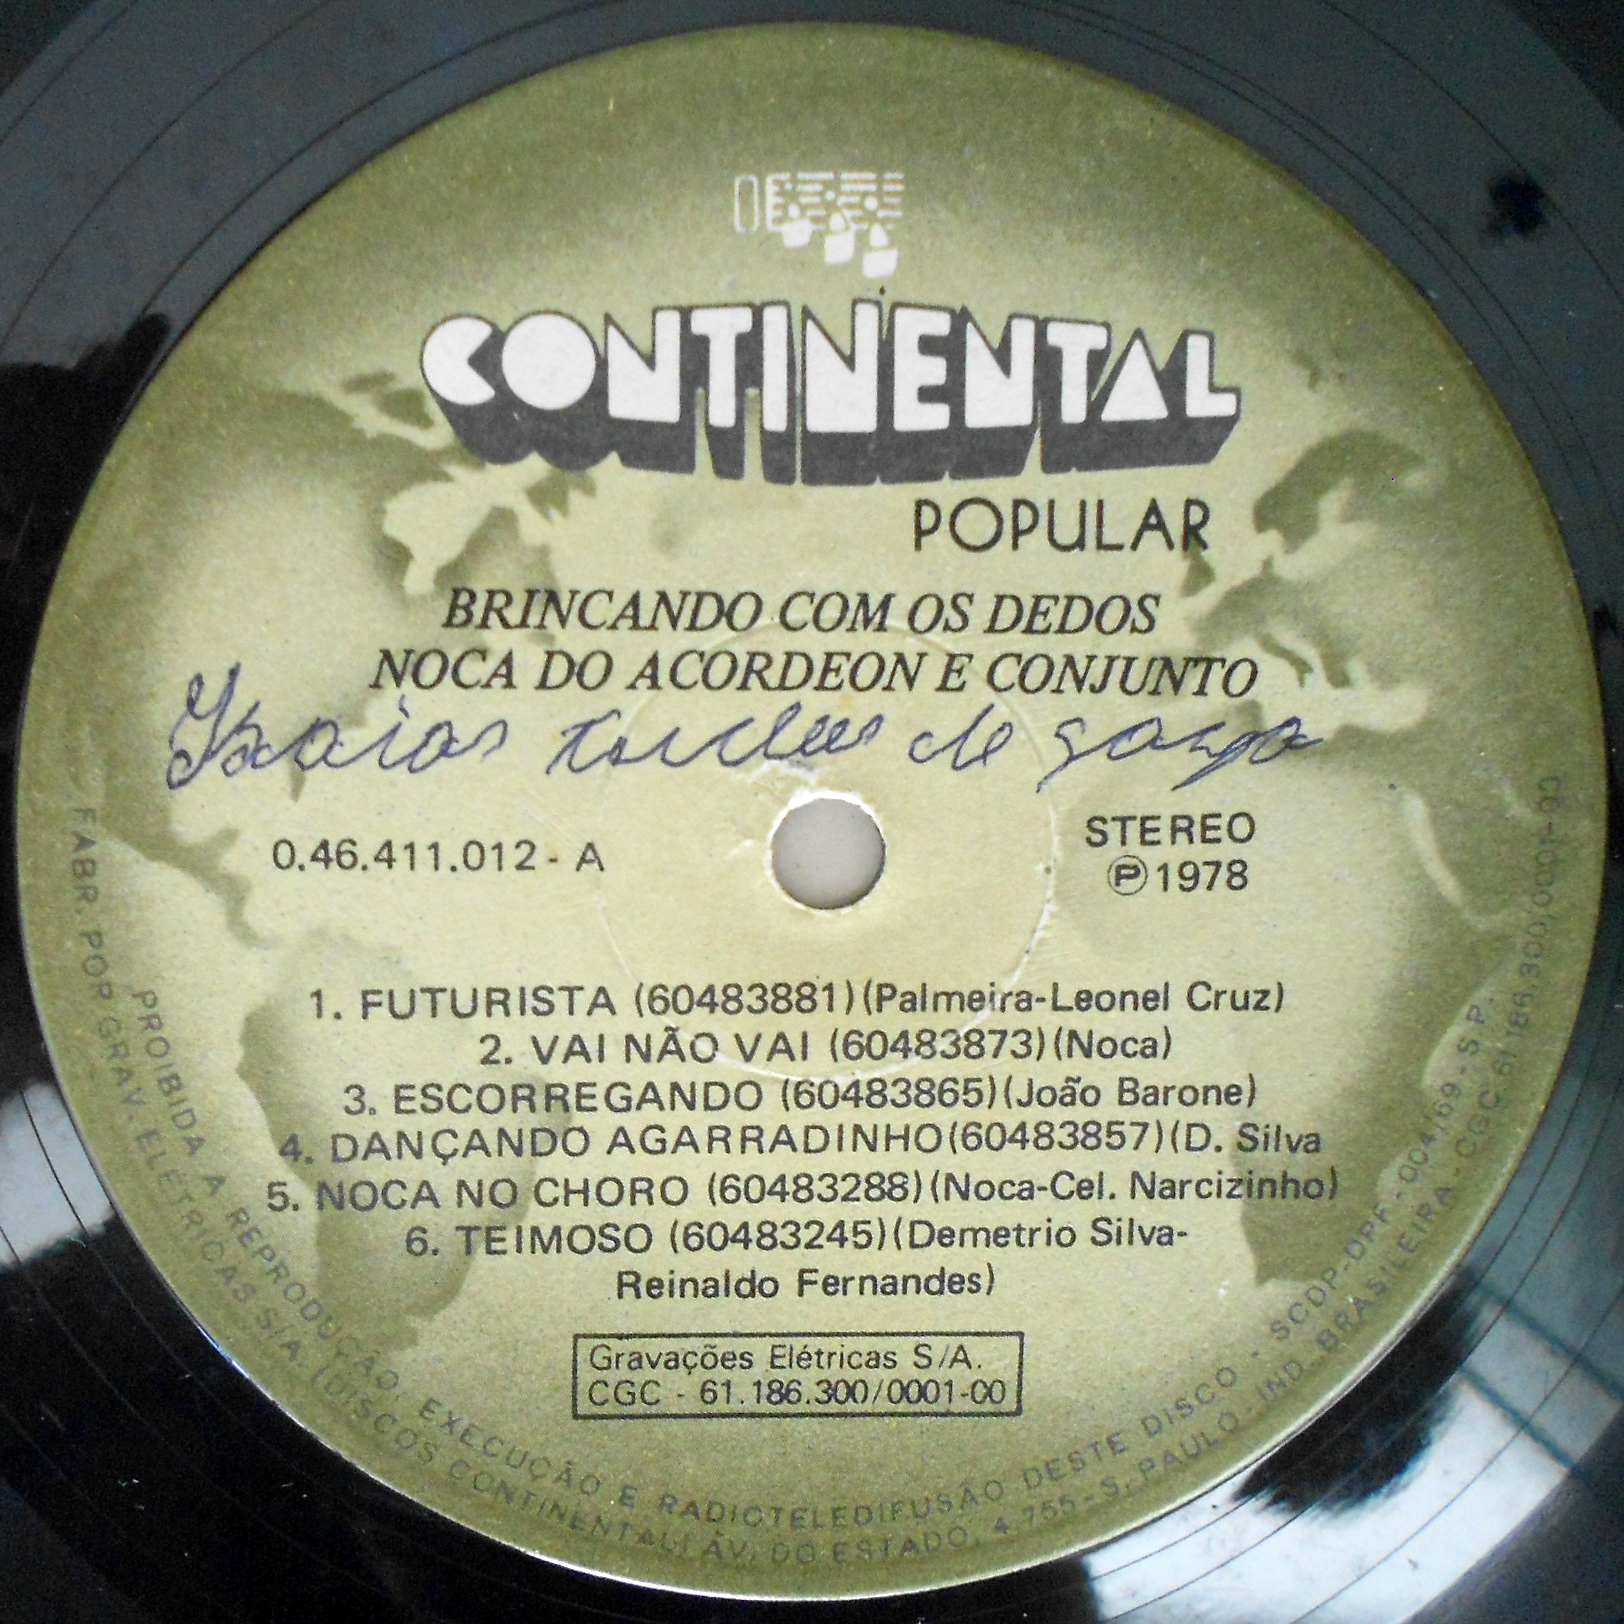 CONTINENTAL
POPULAR
BRINCANDO COM OS DEDOS
NOCA DO ACORDEON E CONJUNTO
de
0.46.411.012 - A
STEREO
Ⓟ 1978
1. FUTURISTA (60483881) (Palmeira-Leonel Cruz)
2. VAI NÃO VAI (60483873) (Noca)
3. ESCORREGANDO (60483865) (João Barone)
4. DANÇANDO AGARRADINHO (60483857) (D. Silva
5. NOCA NO CHORO (60483288) (Noca-Cel. Narcizinho)
6. TEIMOSO (60483245) (Demetrio Silva-
Reinaldo Fernandes)
Gravações Elétricas S/A.
CGC - 61.186.300/0001-00
PROIBIDA A REPRODUÇÃO, EXECUÇÃO E RADIOTELEDIFUSÃO DESTE DISCO - SCDP-DPF-004/69-S.P.
FABR. POR GRAV. ELÉTRICAS S/A. (DISCOS CONTINENTAL) AV. DO ESTADO, 4.755 - S. PAULO - IND. BRASILEIRA - CGC. 61.186.300/0001-00